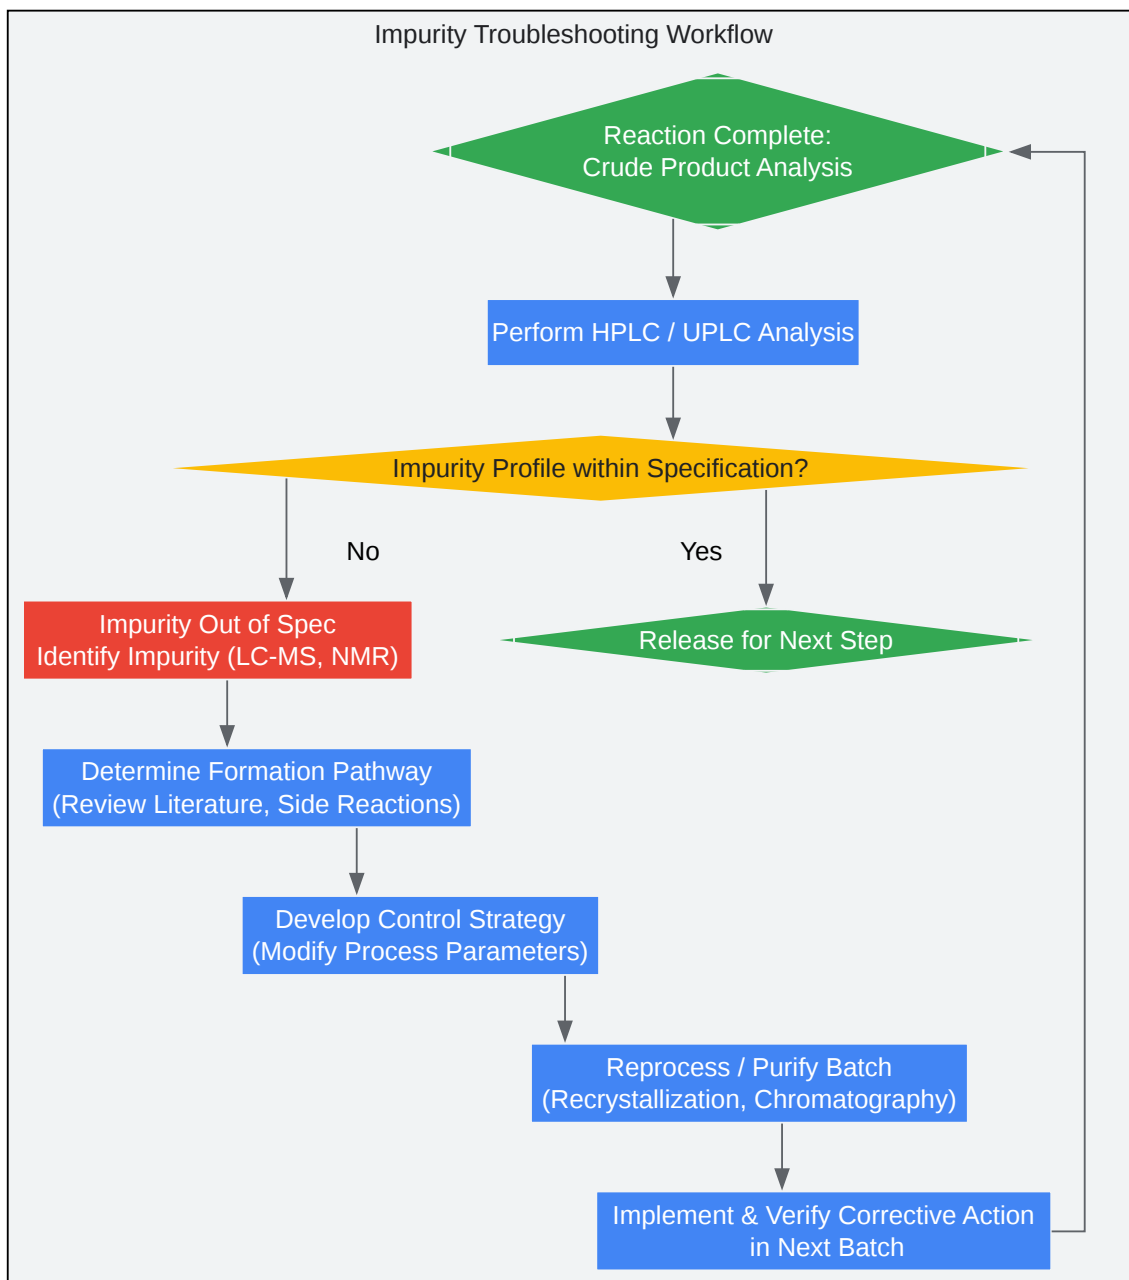 Impurity Troubleshooting Workflow
Reaction Complete:
Crude Product Analysis
Perform HPLC / UPLC Analysis
Impurity Profile within Specification?
No
Yes
Impurity Out of Spec
Identify Impurity (LC-MS, NMR)
Release for Next Step
Determine Formation Pathway
(Review Literature, Side Reactions)
Develop Control Strategy
(Modify Process Parameters)
Reprocess / Purify Batch
(Recrystallization, Chromatography)
Implement & Verify Corrective Action
in Next Batch